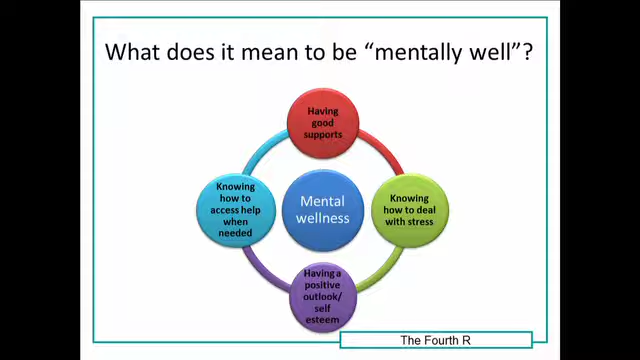 What does it mean to be “mentally well”?
Having
good
supports
Knowing
how to
access help
when
needed
Mental
wellness
Knowing
how to deal
with stress
Having a
positive
outlook/
self
esteem
The Fourth R